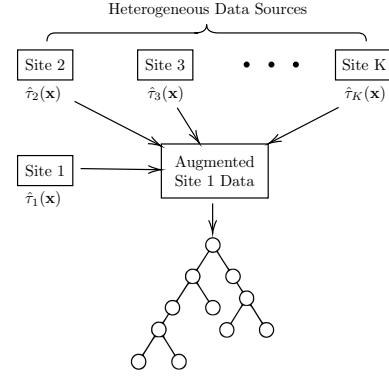 Heterogeneous Data Sources
Site 2 Site 3 • • • Site K
τ̂₂(x) τ̂₃(x) τ̂_K(x)
Augmented
Site 1 Data
Site 1
τ̂₁(x)